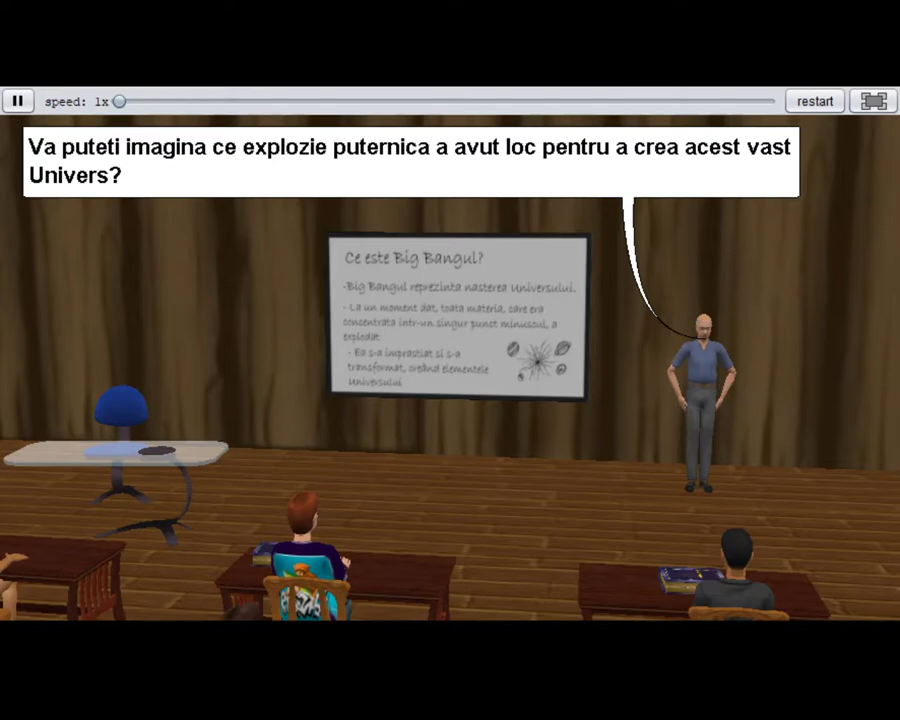 speed: 1x
restart
Va puteti imagina ce explozie puternica a avut loc pentru a crea acest vast
Univers?
Ce este Big Bangul?
-Big Bangul reprezinta nasterea Universului.
- La un moment dat, toata materia, care era
concentrata intr-un singur punct minuscul, a
explodat
- Ea s-a imprastiat si s-a
transformat, creând elementele
Universului